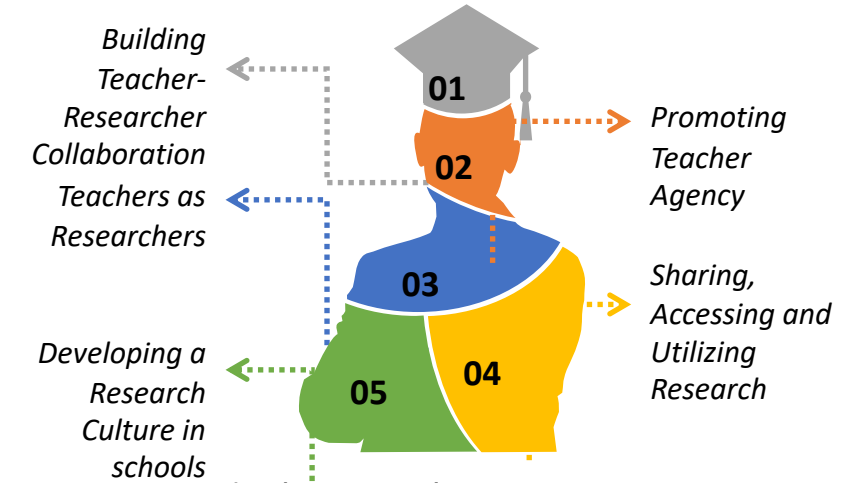 Building
Teacher-
Researcher
Collaboration
Teachers as
Researchers
Developing a
Research
Culture in
schools
01
02
03
04
05
Promoting
Teacher
Agency
Sharing,
Accessing and
Utilizing
Research